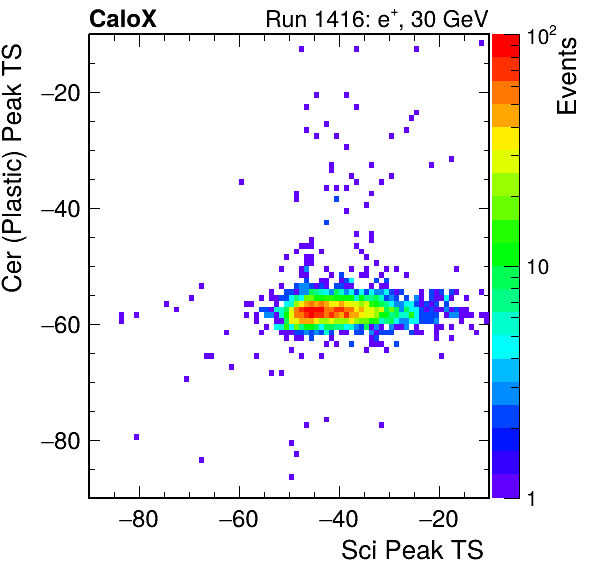 CaloX Run 1416: e+, 30 GeV
Cer (Plastic) Peak TS
−20
−40
−60
−80
−80 −60 −40 −20
Sci Peak TS
10²
10
1
Events